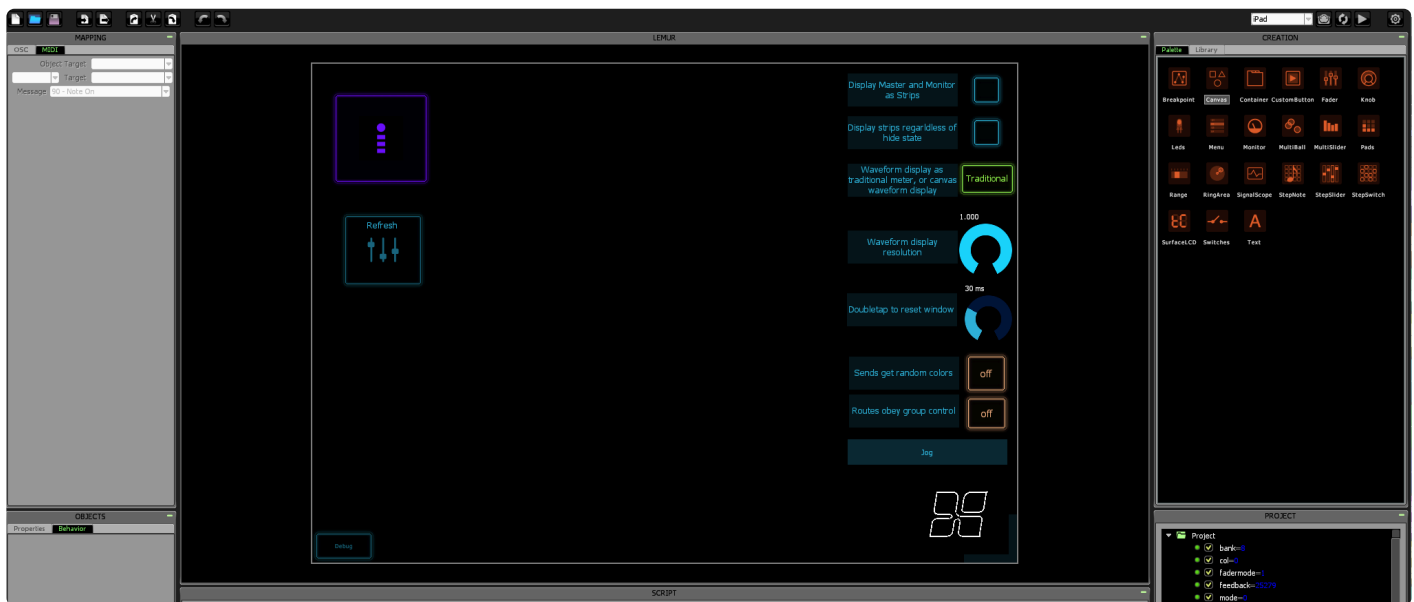 iPad
MAPPING
OSC MIDI
Object Target
Target
Message 90 - Note On
OBJECTS
Properties Behavior
LEMUR
Refresh
Debug
Display Master and Monitor
as Strips
Display strips regarldless of
hide state
Waveform display as
traditional meter, or canvas
waveform display
Traditional
1.000
Waveform display
resolution
30 ms
Doubletap to reset window
Sends get random colors
off
Routes obey group control
off
Jog
SCRIPT
CREATION
Palette Library
Breakpoint Canvas Container CustomButton Fader Knob
Leds Menu Monitor MultiBall MultiSlider Pads
Range RingArea SignalScope StepNote StepSlider StepSwitch
SurfaceLCD Switches Text
PROJECT
Project
bank=
col=
fadermode=
feedback=
mode=